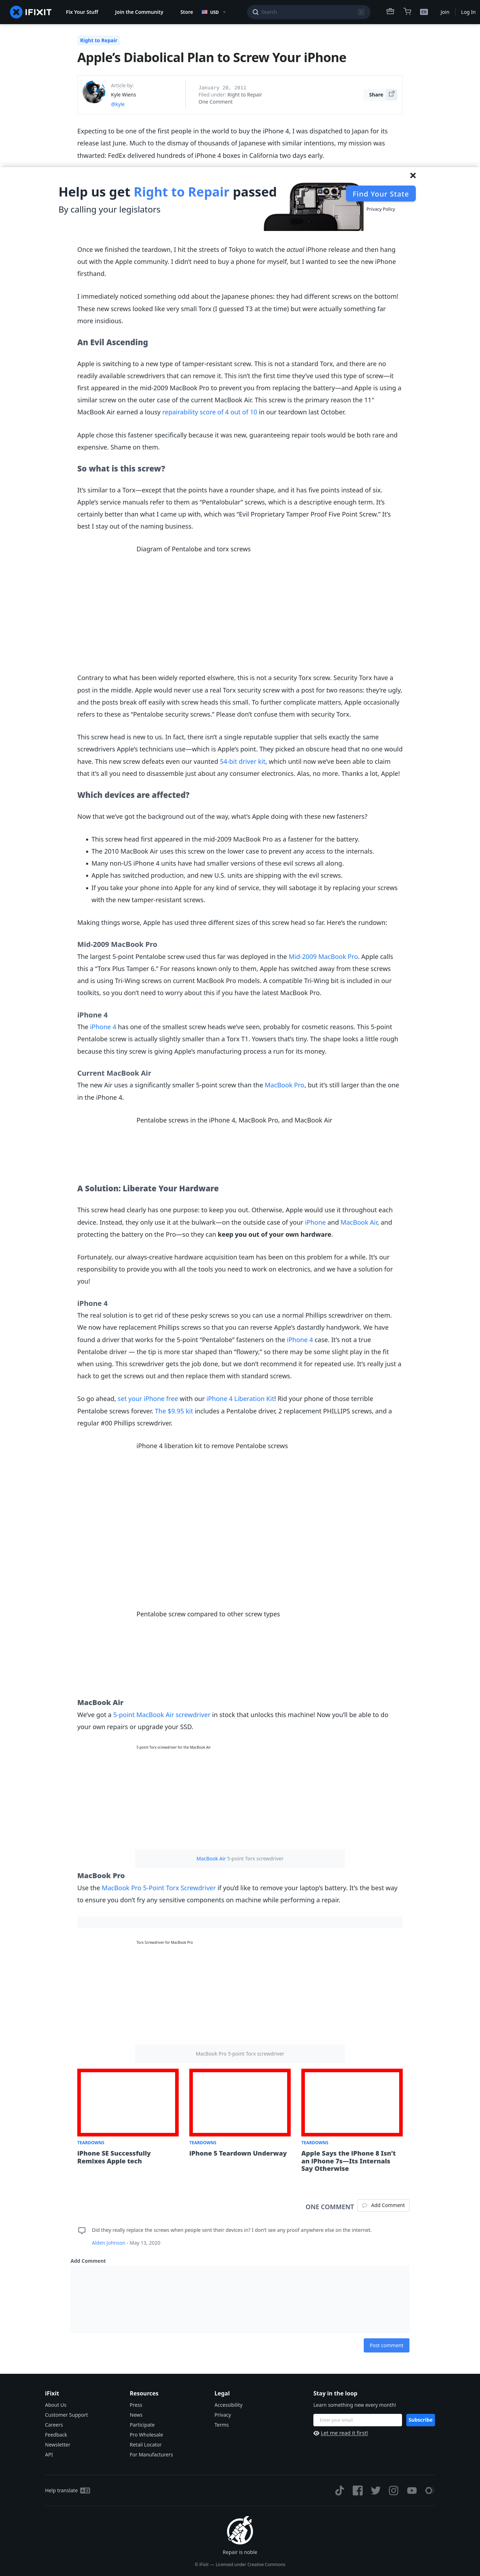 IFIXIT
Fix Your Stuff
Join the Community
Store
USD
Search
EN
Join
Log In
Right to Repair
Apple's Diabolical Plan to Screw Your iPhone
Article by:
Kyle Wiens
@kyle
January 20, 2011
Filed under: Right to Repair
One Comment
Share
Expecting to be one of the first people in the world to buy the iPhone 4, I was dispatched to Japan for its
release last June. Much to the dismay of thousands of Japanese with similar intentions, my mission was
thwarted: FedEx delivered hundreds of iPhone 4 boxes in California two days early.
Help us get Right to Repair passed
By calling your legislators
Find Your State
Privacy Policy
Once we finished the teardown, I hit the streets of Tokyo to watch the actual iPhone release and then hang
out with the Apple community. I didn't need to buy a phone for myself, but I wanted to see the new iPhone
firsthand.
I immediately noticed something odd about the Japanese phones: they had different screws on the bottom!
These new screws looked like very small Torx (I guessed T3 at the time) but were actually something far
more insidious.
An Evil Ascending
Apple is switching to a new type of tamper-resistant screw. This is not a standard Torx, and there are no
readily available screwdrivers that can remove it. This isn't the first time they've used this type of screw—it
first appeared in the mid-2009 MacBook Pro to prevent you from replacing the battery—and Apple is using a
similar screw on the outer case of the current MacBook Air. This screw is the primary reason the 11"
MacBook Air earned a lousy repairability score of 4 out of 10 in our teardown last October.
Apple chose this fastener specifically because it was new, guaranteeing repair tools would be both rare and
expensive. Shame on them.
So what is this screw?
It's similar to a Torx—except that the points have a rounder shape, and it has five points instead of six.
Apple's service manuals refer to them as "Pentalobular" screws, which is a descriptive enough term. It's
certainly better than what I came up with, which was "Evil Proprietary Tamper Proof Five Point Screw." It's
best I stay out of the naming business.
Diagram of Pentalobe and torx screws
Contrary to what has been widely reported elsewhere, this is not a security Torx screw. Security Torx have a
post in the middle. Apple would never use a real Torx security screw with a post for two reasons: they're ugly,
and the posts break off easily with screw heads this small. To further complicate matters, Apple occasionally
refers to these as "Pentalobe security screws." Please don't confuse them with security Torx.
This screw head is new to us. In fact, there isn't a single reputable supplier that sells exactly the same
screwdrivers Apple's technicians use—which is Apple's point. They picked an obscure head that no one would
have. This new screw defeats even our vaunted 54-bit driver kit, which until now we've been able to claim
that it's all you need to disassemble just about any consumer electronics. Alas, no more. Thanks a lot, Apple!
Which devices are affected?
Now that we've got the background out of the way, what's Apple doing with these new fasteners?
This screw head first appeared in the mid-2009 MacBook Pro as a fastener for the battery.
The 2010 MacBook Air uses this screw on the lower case to prevent any access to the internals.
Many non-US iPhone 4 units have had smaller versions of these evil screws all along.
Apple has switched production, and new U.S. units are shipping with the evil screws.
If you take your phone into Apple for any kind of service, they will sabotage it by replacing your screws
with the new tamper-resistant screws.
Making things worse, Apple has used three different sizes of this screw head so far. Here's the rundown:
Mid-2009 MacBook Pro
The largest 5-point Pentalobe screw used thus far was deployed in the Mid-2009 MacBook Pro. Apple calls
this a "Torx Plus Tamper 6." For reasons known only to them, Apple has switched away from these screws
and is using Tri-Wing screws on current MacBook Pro models. A compatible Tri-Wing bit is included in our
toolkits, so you don't need to worry about this if you have the latest MacBook Pro.
iPhone 4
The iPhone 4 has one of the smallest screw heads we've seen, probably for cosmetic reasons. This 5-point
Pentalobe screw is actually slightly smaller than a Torx T1. Yowsers that's tiny. The shape looks a little rough
because this tiny screw is giving Apple's manufacturing process a run for its money.
Current MacBook Air
The new Air uses a significantly smaller 5-point screw than the MacBook Pro, but it's still larger than the one
in the iPhone 4.
Pentalobe screws in the iPhone 4, MacBook Pro, and MacBook Air
A Solution: Liberate Your Hardware
This screw head clearly has one purpose: to keep you out. Otherwise, Apple would use it throughout each
device. Instead, they only use it at the bulwark—on the outside case of your iPhone and MacBook Air, and
protecting the battery on the Pro—so they can keep you out of your own hardware.
Fortunately, our always-creative hardware acquisition team has been on this problem for a while. It's our
responsibility to provide you with all the tools you need to work on electronics, and we have a solution for
you!
iPhone 4
The real solution is to get rid of these pesky screws so you can use a normal Phillips screwdriver on them.
We now have replacement Phillips screws so that you can reverse Apple's dastardly handywork. We have
found a driver that works for the 5-point "Pentalobe" fasteners on the iPhone 4 case. It's not a true
Pentalobe driver — the tip is more star shaped than "flowery," so there may be some slight play in the fit
when using. This screwdriver gets the job done, but we don't recommend it for repeated use. It's really just a
hack to get the screws out and then replace them with standard screws.
So go ahead, set your iPhone free with our iPhone 4 Liberation Kit! Rid your phone of those terrible
Pentalobe screws forever. The $9.95 kit includes a Pentalobe driver, 2 replacement PHILLIPS screws, and a
regular #00 Phillips screwdriver.
iPhone 4 liberation kit to remove Pentalobe screws
Pentalobe screw compared to other screw types
MacBook Air
We've got a 5-point MacBook Air screwdriver in stock that unlocks this machine! Now you'll be able to do
your own repairs or upgrade your SSD.
5-point Torx screwdriver for the MacBook Air
MacBook Air 5-point Torx screwdriver
MacBook Pro
Use the MacBook Pro 5-Point Torx Screwdriver if you'd like to remove your laptop's battery. It's the best way
to ensure you don't fry any sensitive components on machine while performing a repair.
Torx Screwdriver for MacBook Pro
MacBook Pro 5-point Torx screwdriver
TEARDOWNS
iPhone SE Successfully
Remixes Apple tech
TEARDOWNS
iPhone 5 Teardown Underway
TEARDOWNS
Apple Says the iPhone 8 Isn't
an iPhone 7s—Its Internals
Say Otherwise
ONE COMMENT
Add Comment
Did they really replace the screws when people sent their devices in? I don't see any proof anywhere else on the internet.
Alden Johnson - May 13, 2020
Add Comment
Post comment
iFixit
About Us
Customer Support
Careers
Feedback
Newsletter
API
Resources
Press
News
Participate
Pro Wholesale
Retail Locator
For Manufacturers
Legal
Accessibility
Privacy
Terms
Stay in the loop
Learn something new every month!
Enter your email
Subscribe
Let me read it first!
Help translate
Repair is noble
© iFixit — Licensed under Creative Commons